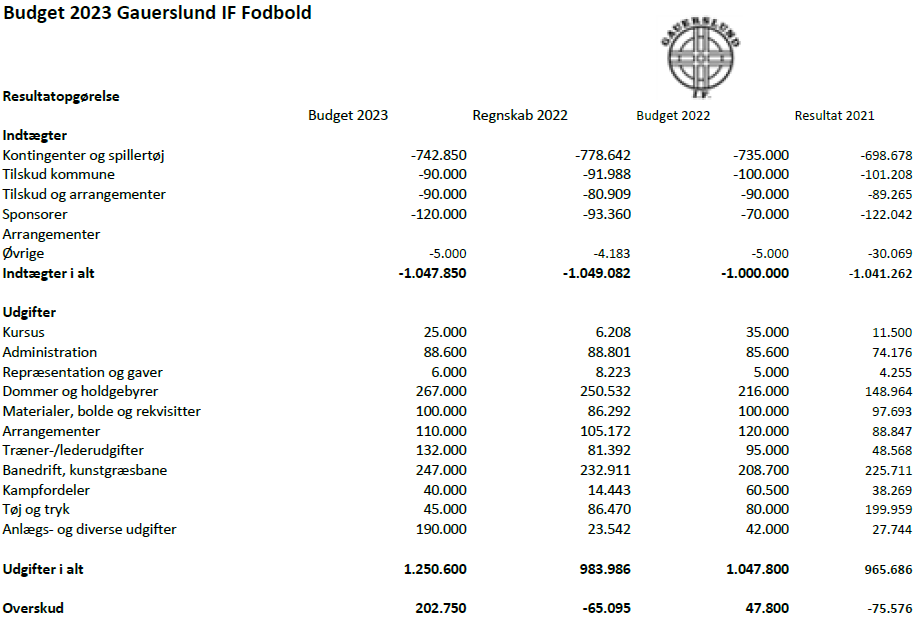 Budget 2023 Gauerslund IF Fodbold
GAUERSLUND
I.F.
Resultatopgørelse
Budget 2023 Regnskab 2022 Budget 2022 Resultat 2021
Indtægter
Kontingenter og spillertøj -742.850 -778.642 -735.000 -698.678
Tilskud kommune -90.000 -91.988 -100.000 -101.208
Tilskud og arrangementer -90.000 -80.909 -90.000 -89.265
Sponsorer -120.000 -93.360 -70.000 -122.042
Arrangementer
Øvrige -5.000 -4.183 -5.000 -30.069
Indtægter i alt -1.047.850 -1.049.082 -1.000.000 -1.041.262
Udgifter
Kursus 25.000 6.208 35.000 11.500
Administration 88.600 88.801 85.600 74.176
Repræsentation og gaver 6.000 8.223 5.000 4.255
Dommer og holdgebyrer 267.000 250.532 216.000 148.964
Materialer, bolde og rekvisitter 100.000 86.292 100.000 97.693
Arrangementer 110.000 105.172 120.000 88.847
Træner-/lederudgifter 132.000 81.392 95.000 48.568
Banedrift, kunstgræsbane 247.000 232.911 208.700 225.711
Kampfordeler 40.000 14.443 60.500 38.269
Tøj og tryk 45.000 86.470 80.000 199.959
Anlægs- og diverse udgifter 190.000 23.542 42.000 27.744
Udgifter i alt 1.250.600 983.986 1.047.800 965.686
Overskud 202.750 -65.095 47.800 -75.576